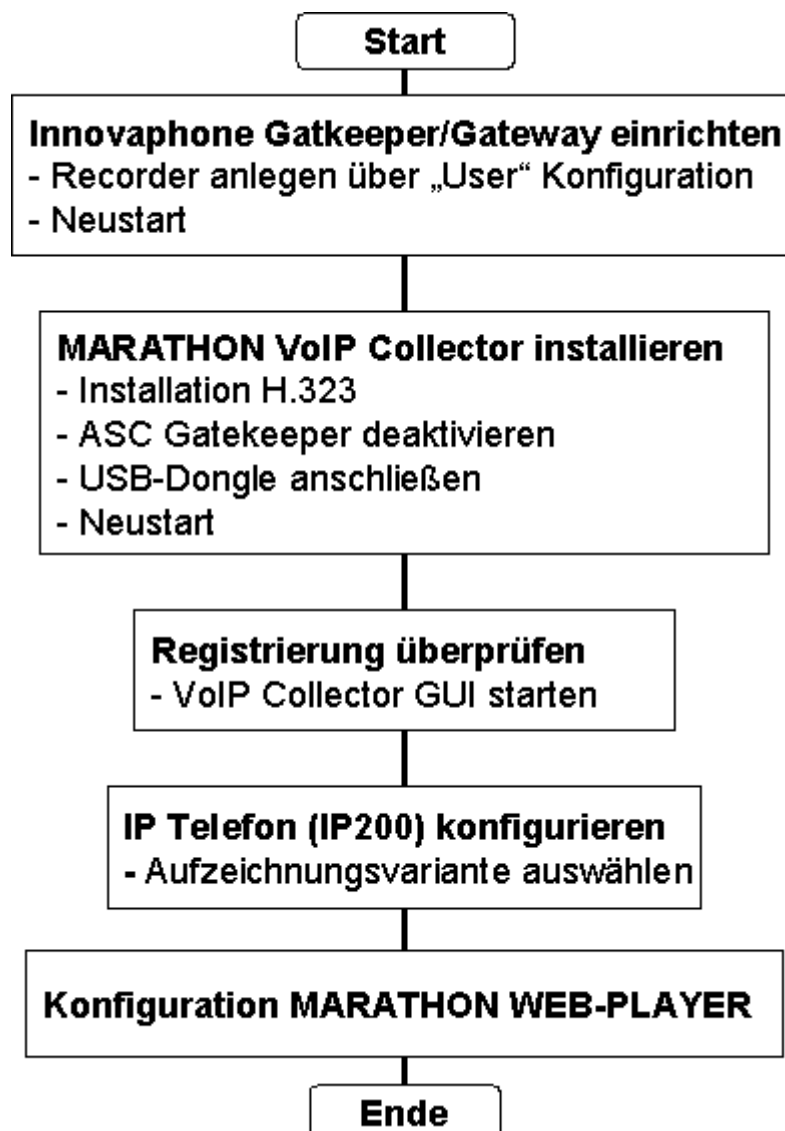 Start
Innovaphone Gatkeeper/Gateway einrichten
- Recorder anlegen über „User“ Konfiguration
- Neustart
MARATHON VoIP Collector installieren
- Installation H.323
- ASC Gatekeeper deaktivieren
- USB-Dongle anschließen
- Neustart
Registrierung überprüfen
- VoIP Collector GUI starten
IP Telefon (IP200) konfigurieren
- Aufzeichnungsvariante auswählen
Konfiguration MARATHON WEB-PLAYER
Ende